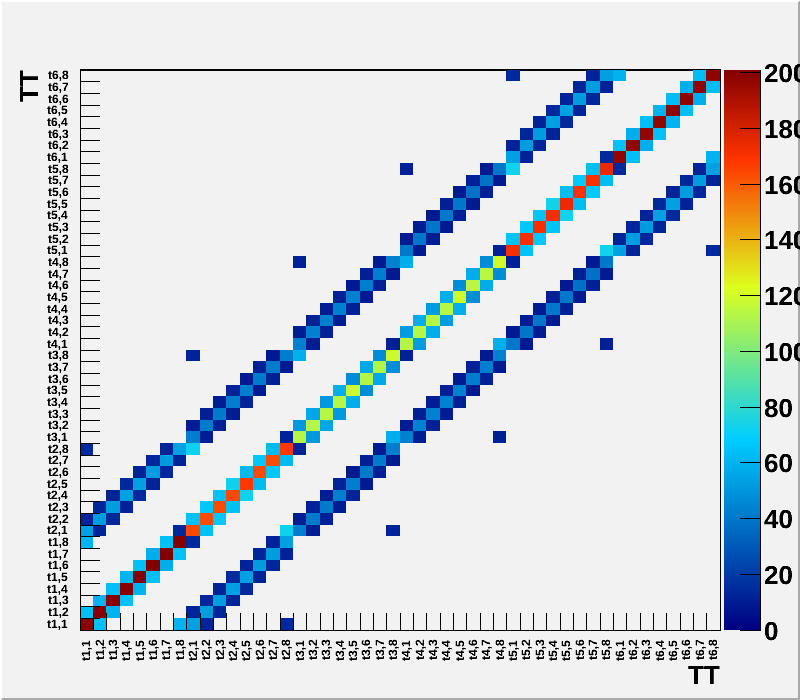 TT
t6,8
t6,7
t6,6
t6,5
t6,4
t6,3
t6,2
t6,1
t5,8
t5,7
t5,6
t5,5
t5,4
t5,3
t5,2
t5,1
t4,8
t4,7
t4,6
t4,5
t4,4
t4,3
t4,2
t4,1
t3,8
t3,7
t3,6
t3,5
t3,4
t3,3
t3,2
t3,1
t2,8
t2,7
t2,6
t2,5
t2,4
t2,3
t2,2
t2,1
t1,8
t1,7
t1,6
t1,5
t1,4
t1,3
t1,2
t1,1
t1,1 t1,2 t1,3 t1,4 t1,5 t1,6 t1,7 t1,8 t2,1 t2,2 t2,3 t2,4 t2,5 t2,6 t2,7 t2,8 t3,1 t3,2 t3,3 t3,4 t3,5 t3,6 t3,7 t3,8 t4,1 t4,2 t4,3 t4,4 t4,5 t4,6 t4,7 t4,8 t5,1 t5,2 t5,3 t5,4 t5,5 t5,6 t5,7 t5,8 t6,1 t6,2 t6,3 t6,4 t6,5 t6,6 t6,7 t6,8
TT
200
180
160
140
120
100
80
60
40
20
0